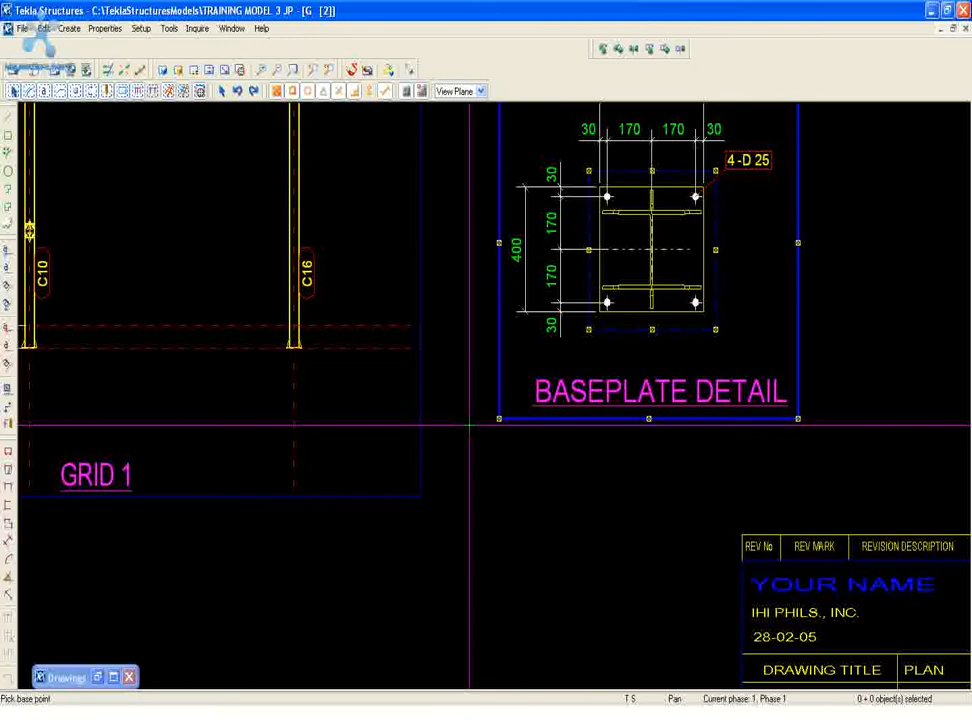 Tekla Structures - C:\TeklaStructuresModels\TRAINING MODEL 3 JP - [G [2]]
File Edit Create Properties Setup Tools Inquire Window Help
View Plane
30 170 170 30
4 -D 25
30
170
400
170
30
C10
C16
BASEPLATE DETAIL
GRID 1
REV No REV MARK REVISION DESCRIPTION
YOUR NAME
IHI PHILS., INC.
28-02-05
DRAWING TITLE PLAN
Drawings
Pick base point T S Pan Current phase: 1, Phase 1 0 + 0 object(s) selected